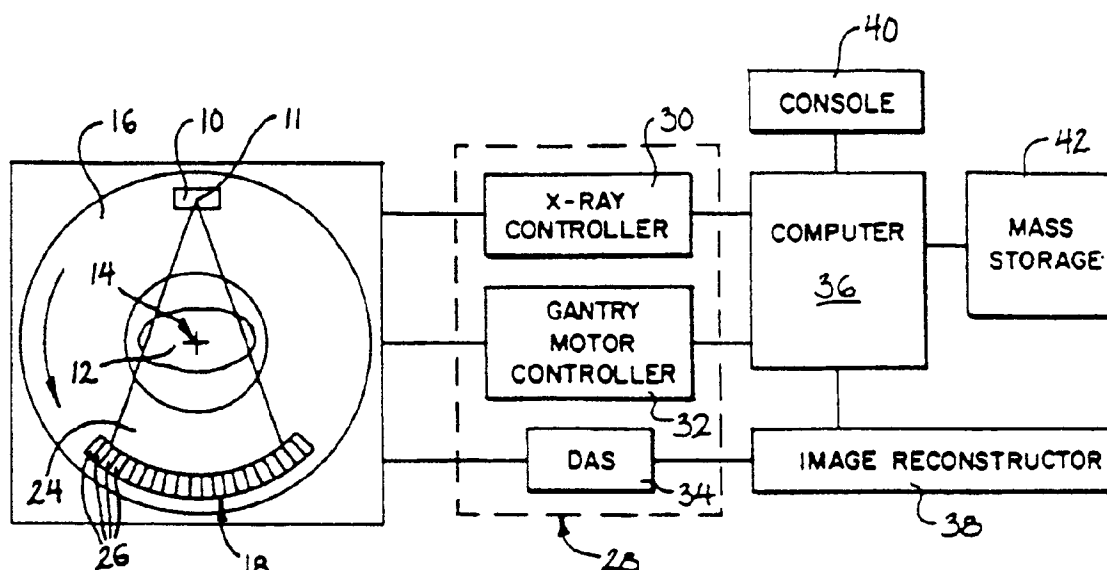 40
CONSOLE
16
10
11
30
42
X-RAY
CONTROLLER
COMPUTER
36
MASS
STORAGE
14
12
GANTRY
MOTOR
CONTROLLER
32
24
DAS
34
IMAGE RECONSTRUCTOR
38
26
18
28